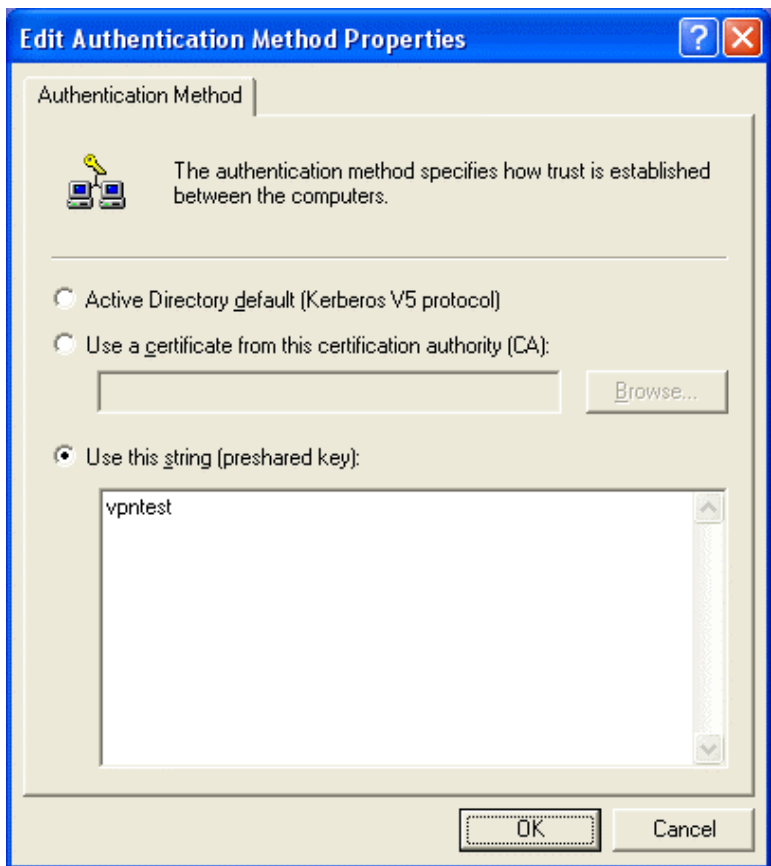 Edit Authentication Method Properties
Authentication Method
The authentication method specifies how trust is established
between the computers.
Active Directory default (Kerberos V5 protocol)
Use a certificate from this certification authority (CA):
Browse...
Use this string (preshared key):
vpntest
OK
Cancel